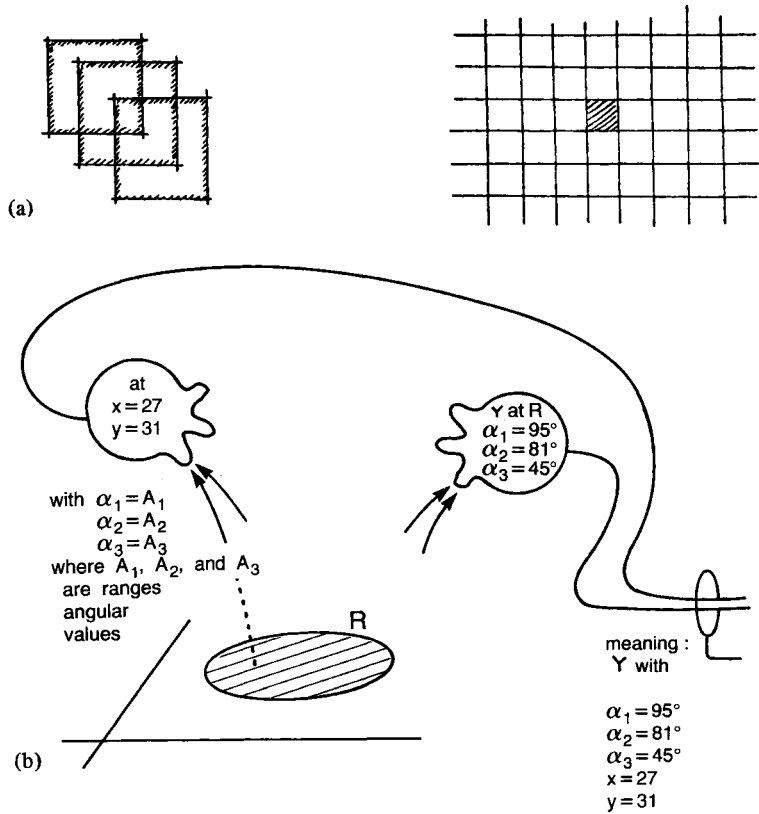 (a)
at
x = 27
y = 31
Y at R
α₁ = 95°
α₂ = 81°
α₃ = 45°
with α₁ = A₁
α₂ = A₂
α₃ = A₃
where A₁, A₂, and A₃
are ranges
angular
values
R
meaning :
Y with
α₁ = 95°
α₂ = 81°
α₃ = 45°
x = 27
y = 31
(b)